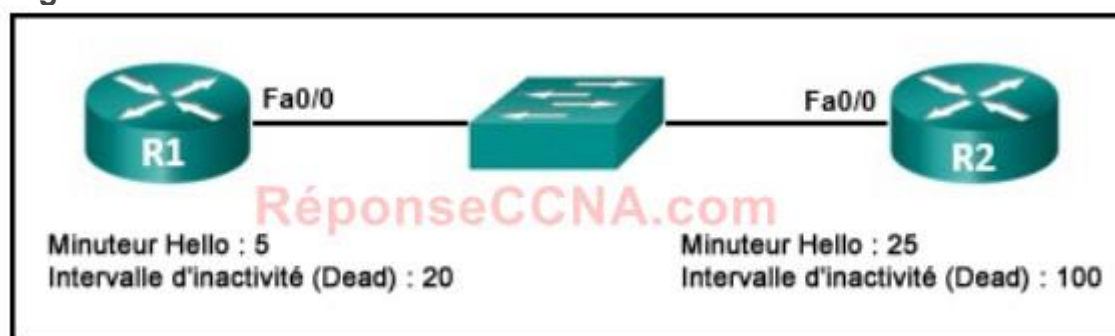 Fa0/0
Fa0/0
R1
R2
RéponseCCNA.com
Minuteur Hello : 5
Intervalle d'inactivité (Dead) : 20
Minuteur Hello : 25
Intervalle d'inactivité (Dead) : 100